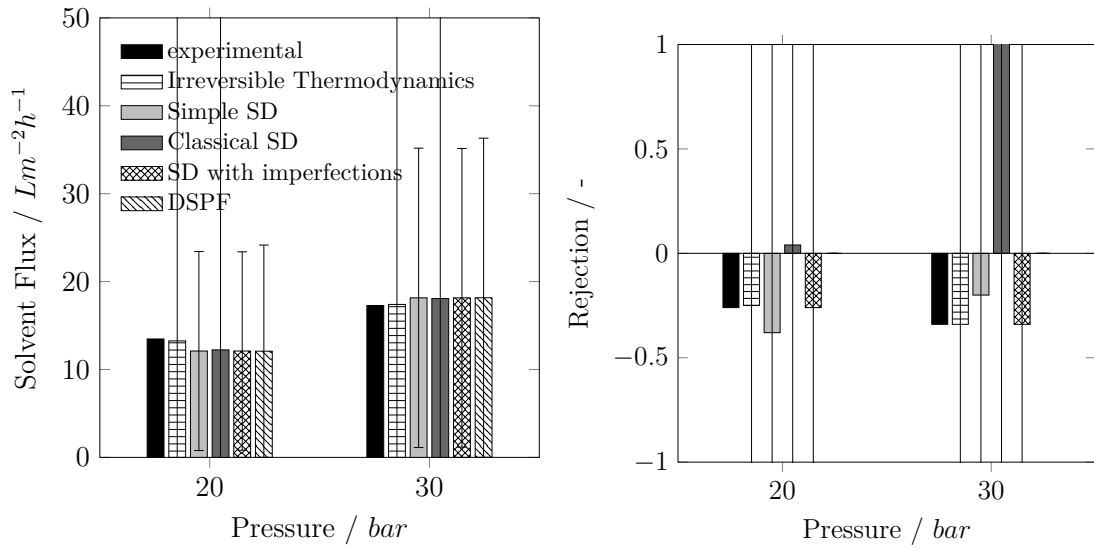 50
40
30
20
10
0
Solvent Flux / Lm⁻²h⁻¹
experimental
Irreversible Thermodynamics
Simple SD
Classical SD
SD with imperfections
DSPF
20
30
Pressure / bar
1
0.5
0
−0.5
−1
Rejection / -
20
30
Pressure / bar